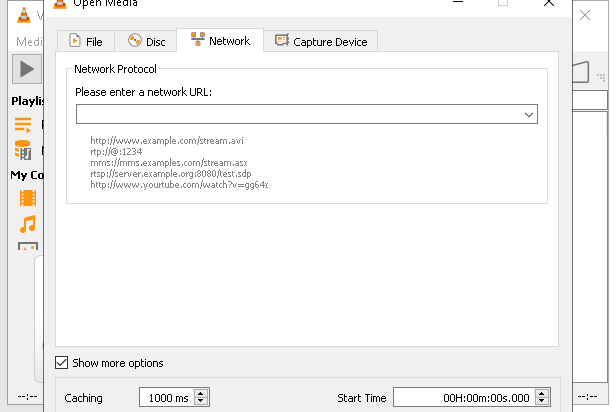 Open Media
Medi
File
Disc
Network
Capture Device
Network Protocol
Please enter a network URL:
Playlis
http://www.example.com/stream.avi
rtp://@:1234
mms://mms.examples.com/stream.asx
rtsp://server.example.org:8080/test.sdp
http://www.yourtube.com/watch?v=gg64x
My Co
Show more options
--:--
Caching
1000 ms
Start Time
00H:00m:00s.000
--:--